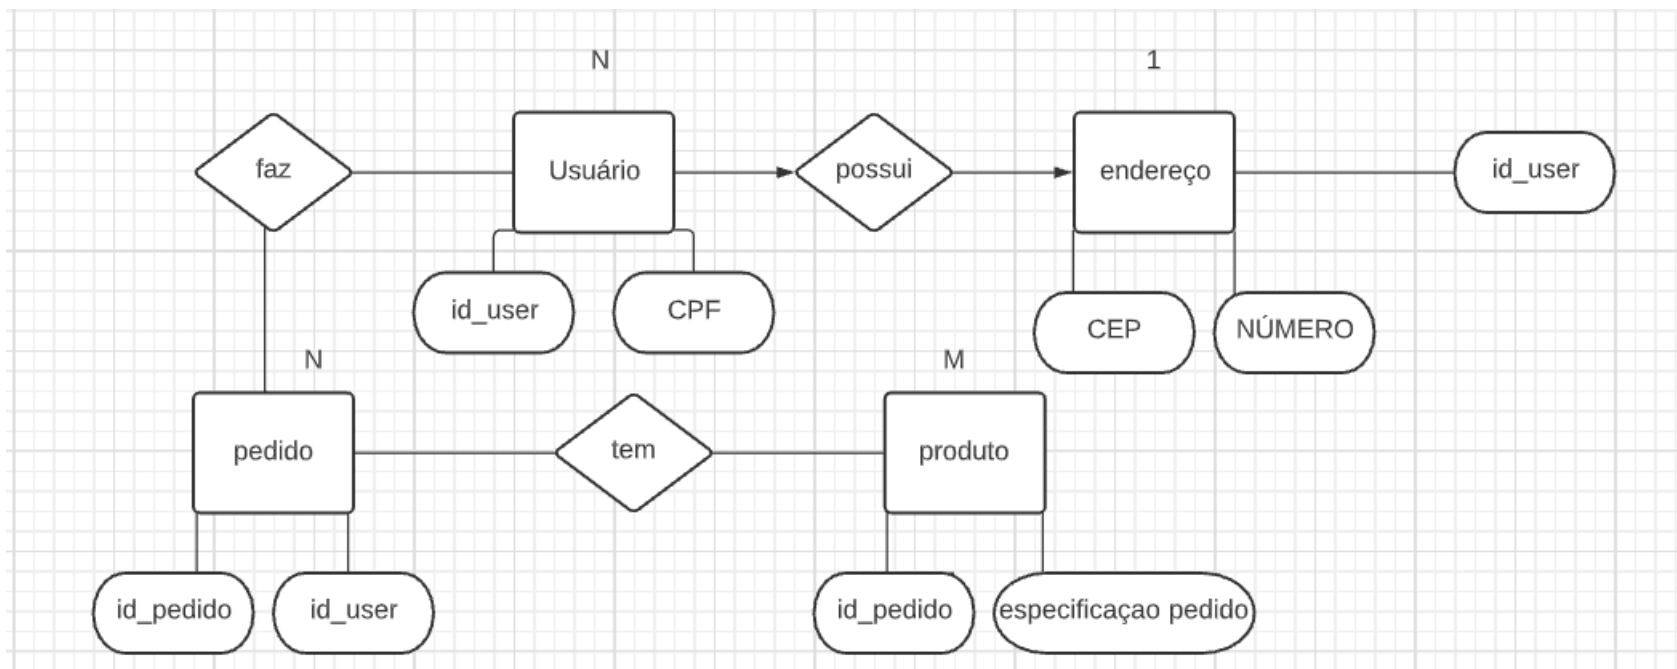 N
1
faz
Usuário
possui
endereço
id_user
id_user
CPF
CEP
NÚMERO
N
M
pedido
tem
produto
id_pedido
id_user
id_pedido
especificaçao pedido